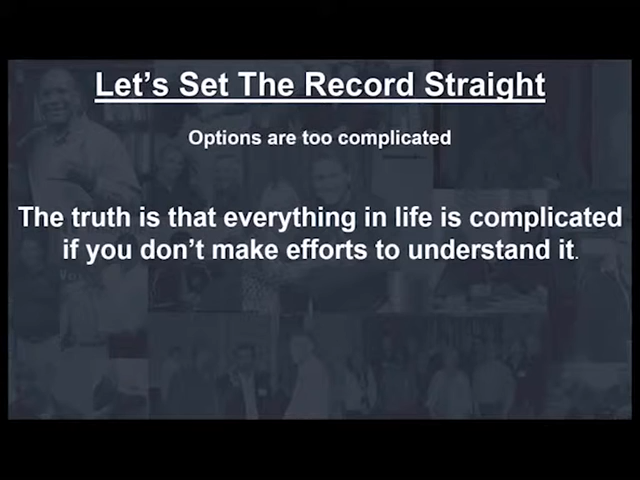 Let’s Set The Record Straight
Options are too complicated
The truth is that everything in life is complicated
if you don’t make efforts to understand it.